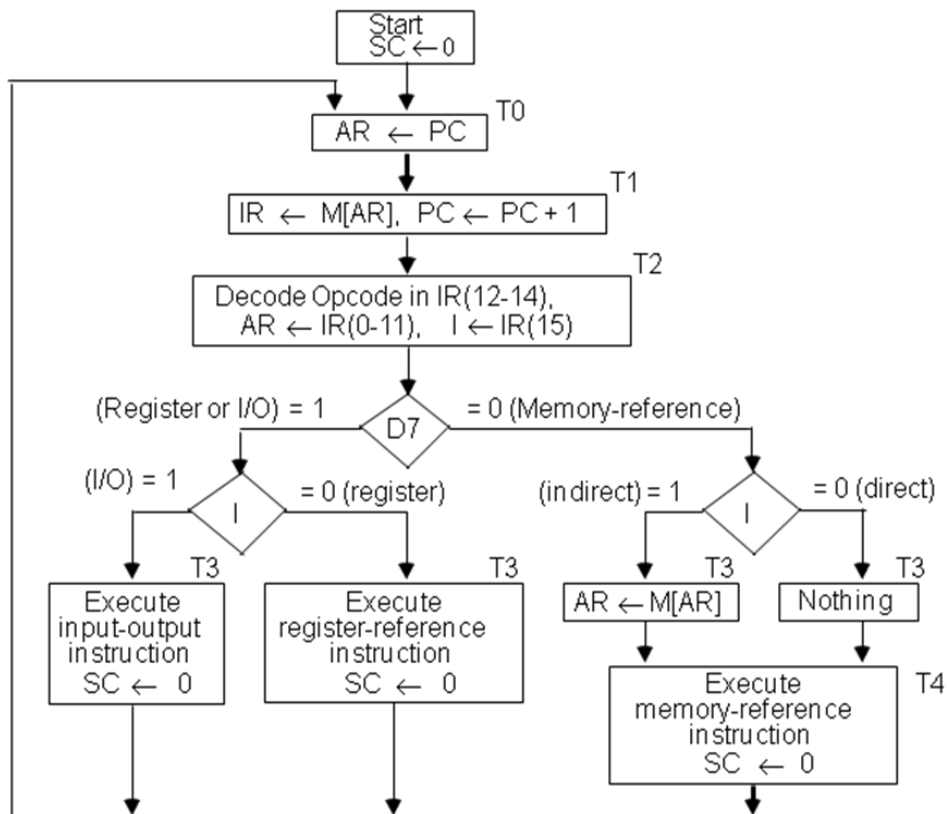 Start
SC ← 0
T0
AR ← PC
T1
IR ← M[AR], PC ← PC + 1
T2
Decode Opcode in IR(12-14),
AR ← IR(0-11), I ← IR(15)
(Register or I/O) = 1
D7
= 0 (Memory-reference)
(I/O) = 1
I
= 0 (register)
(indirect) = 1
I
= 0 (direct)
T3
Execute
input-output
instruction
SC ← 0
T3
Execute
register-reference
instruction
SC ← 0
T3
AR ← M[AR]
T3
Nothing
T4
Execute
memory-reference
instruction
SC ← 0